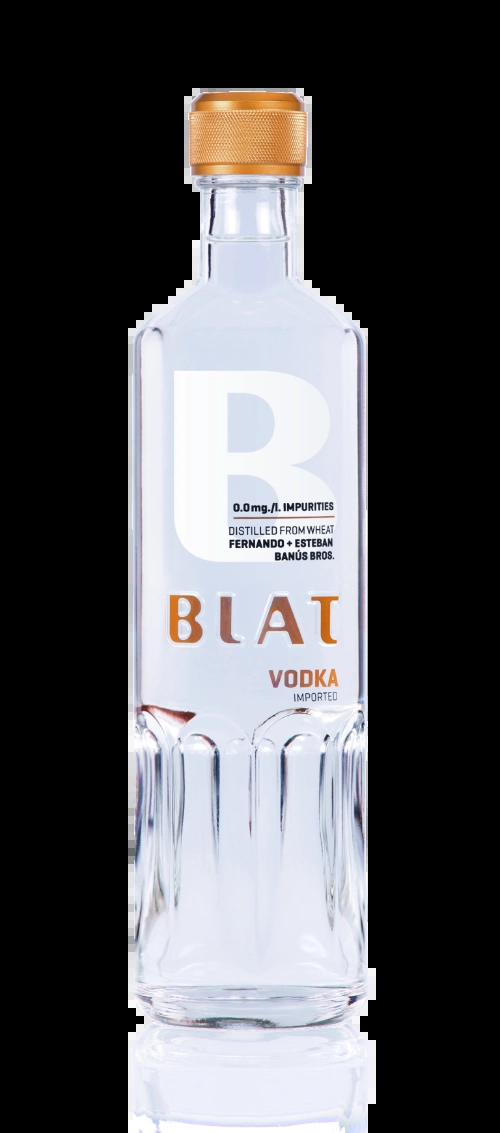 B
0.0mg./l. IMPURITIES
DISTILLED FROM WHEAT
FERNANDO + ESTEBAN
BANÚS BROS.
BLAT
VODKA
IMPORTED